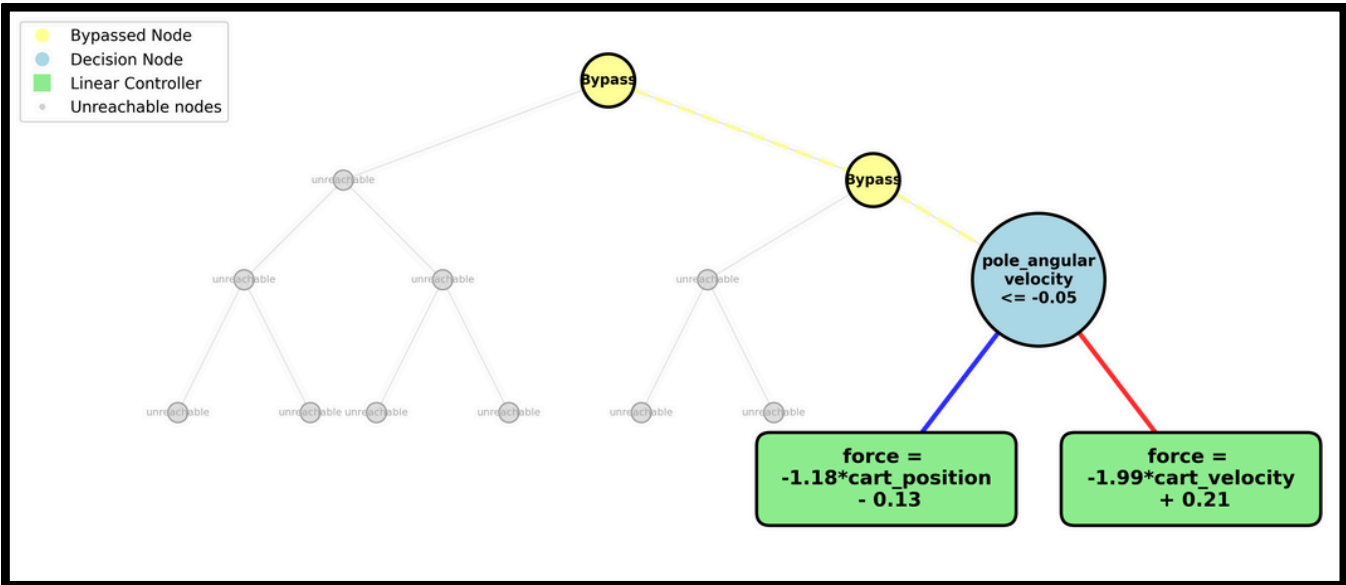 Bypassed Node
Decision Node
Linear Controller
Unreachable nodes
Bypass
unreachable
Bypass
unreachable
unreachable
unreachable
pole_angular
velocity
<= -0.05
unreachable
unreachable
unreachable
unreachable
unreachable
unreachable
force =
-1.18*cart_position
- 0.13
force =
-1.99*cart_velocity
+ 0.21